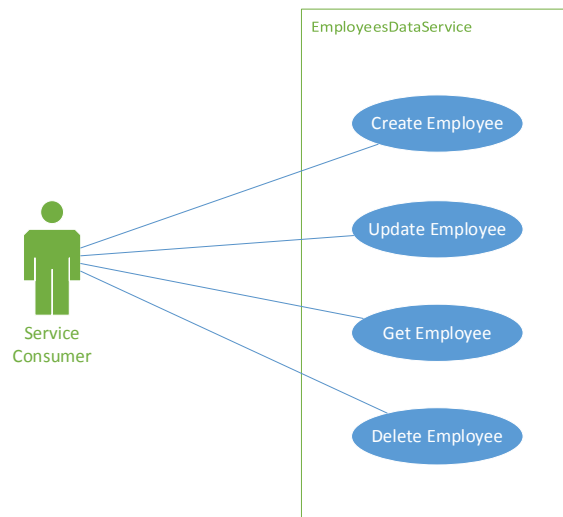 EmployeesDataService
Create Employee
Update Employee
Get Employee
Delete Employee
Service
Consumer